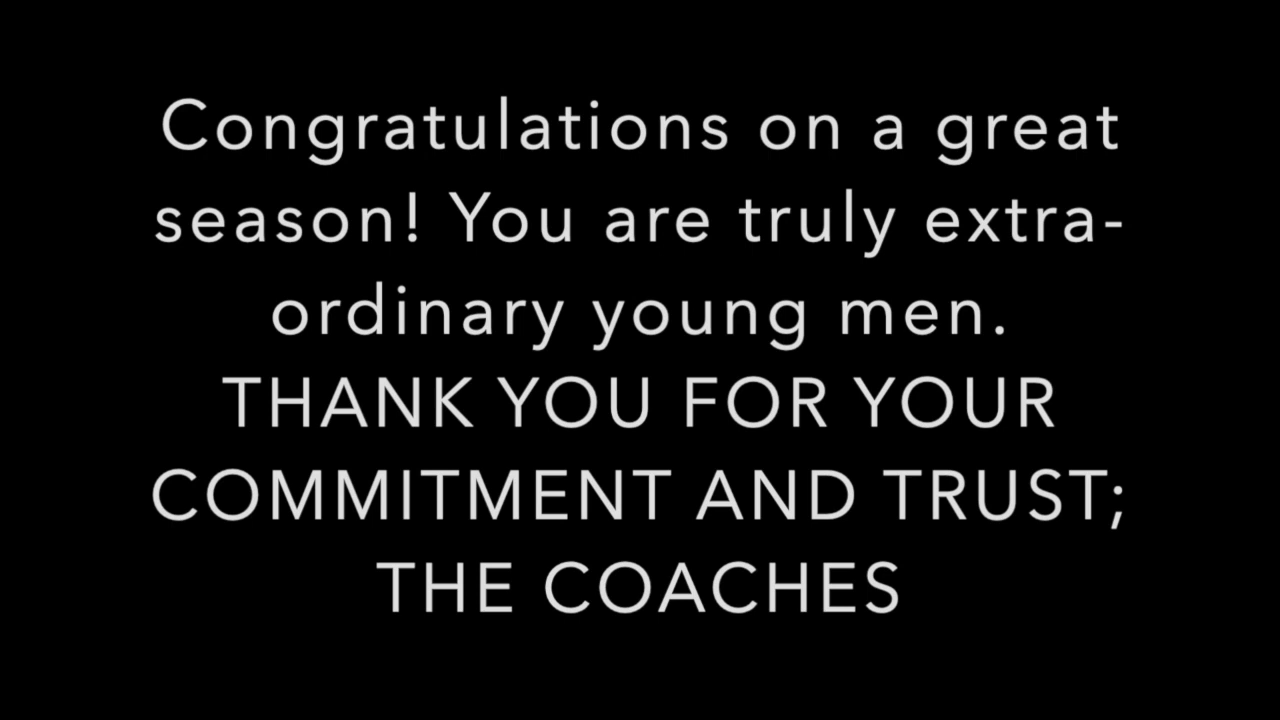 Congratulations on a great
season! You are truly extra-
ordinary young men.
THANK YOU FOR YOUR
COMMITMENT AND TRUST;
THE COACHES